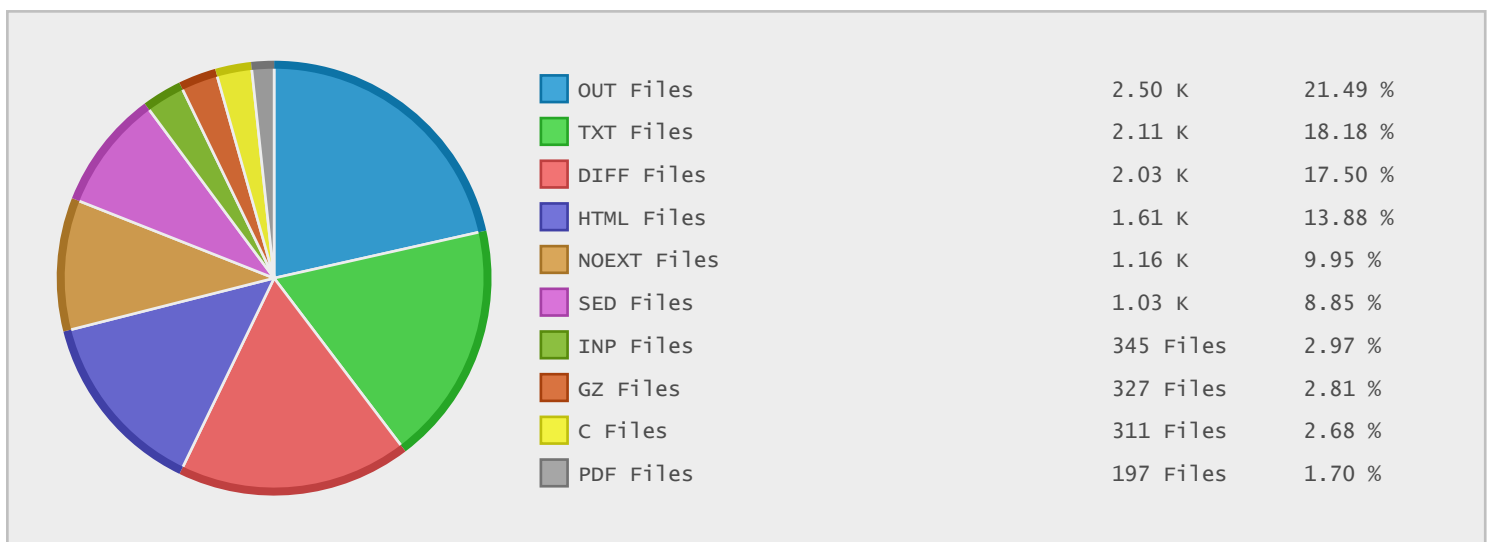 OUT Files 2.50 K 21.49 %
TXT Files 2.11 K 18.18 %
DIFF Files 2.03 K 17.50 %
HTML Files 1.61 K 13.88 %
NOEXT Files 1.16 K 9.95 %
SED Files 1.03 K 8.85 %
INP Files 345 Files 2.97 %
GZ Files 327 Files 2.81 %
C Files 311 Files 2.68 %
PDF Files 197 Files 1.70 %